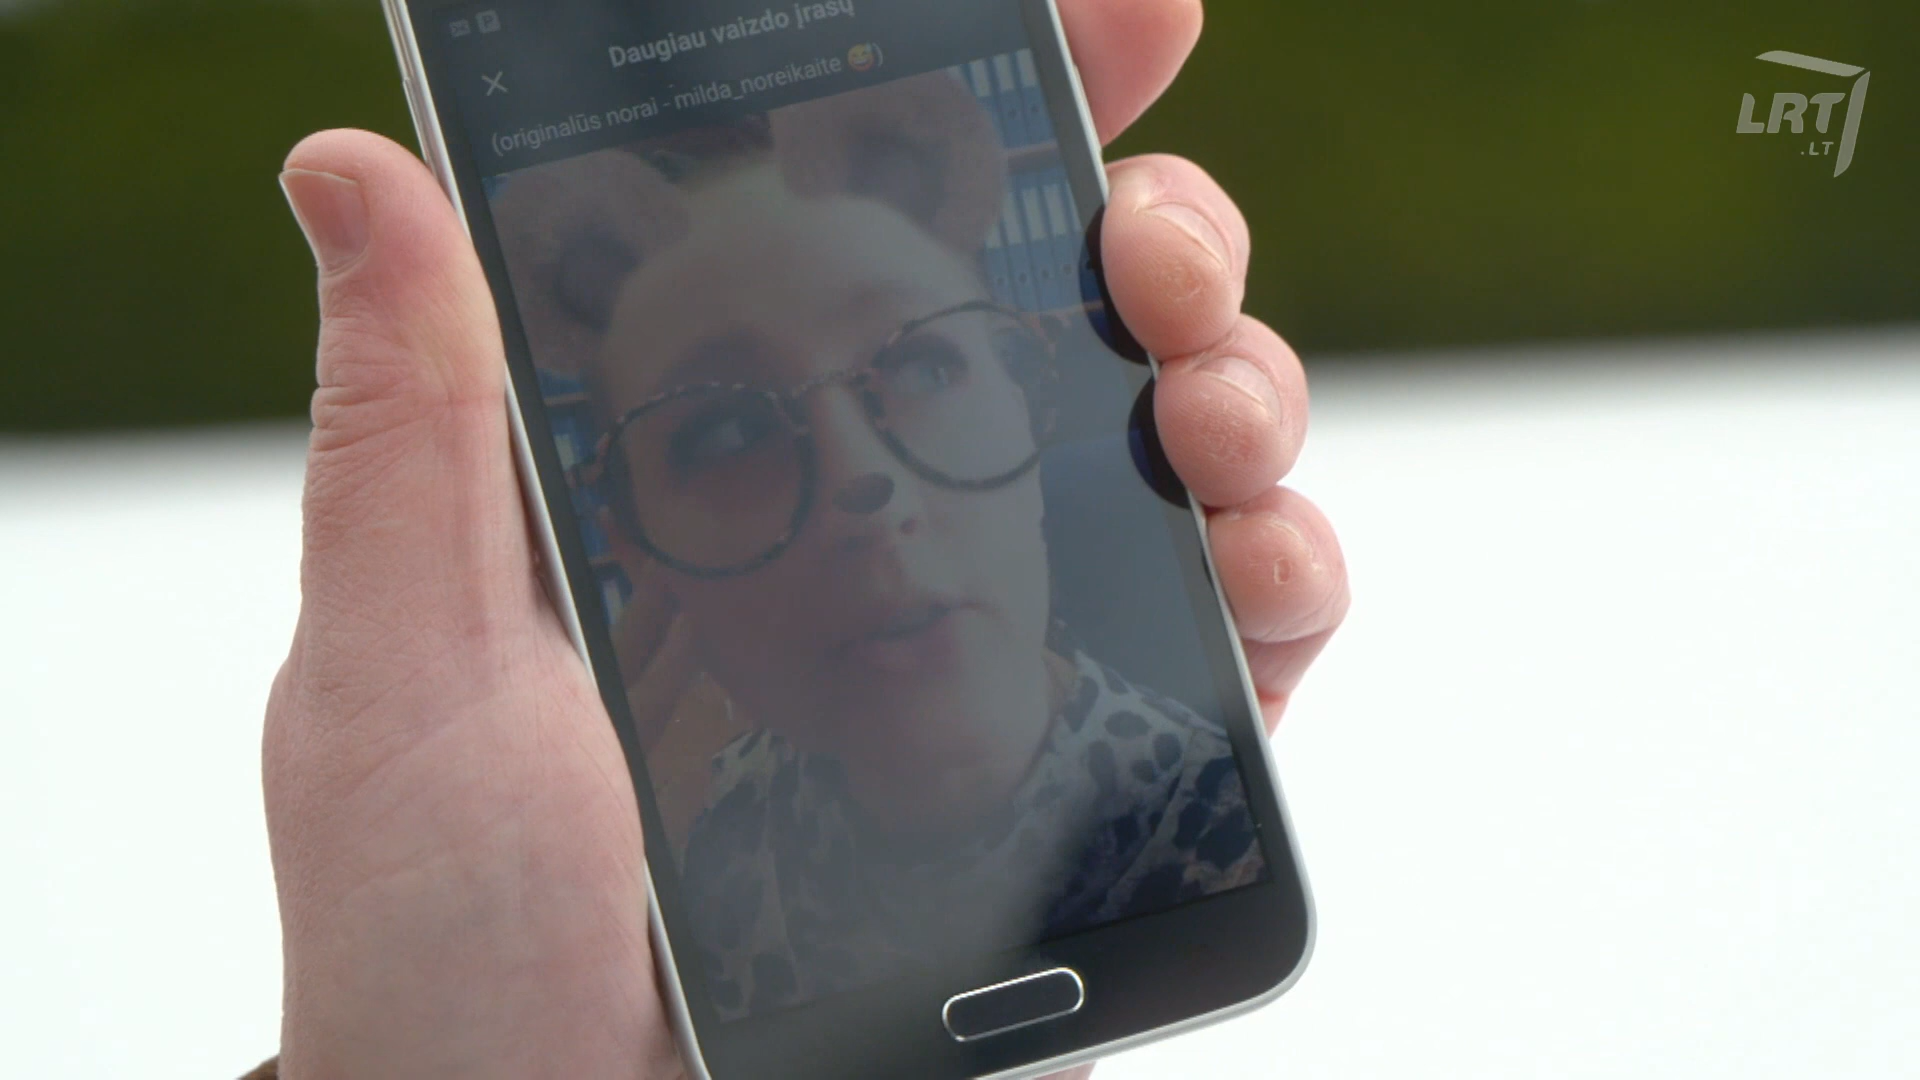 Daugiau vaizdo įrašų
(originalūs norai - milda_noreikaite 😅)
LRT
.LT